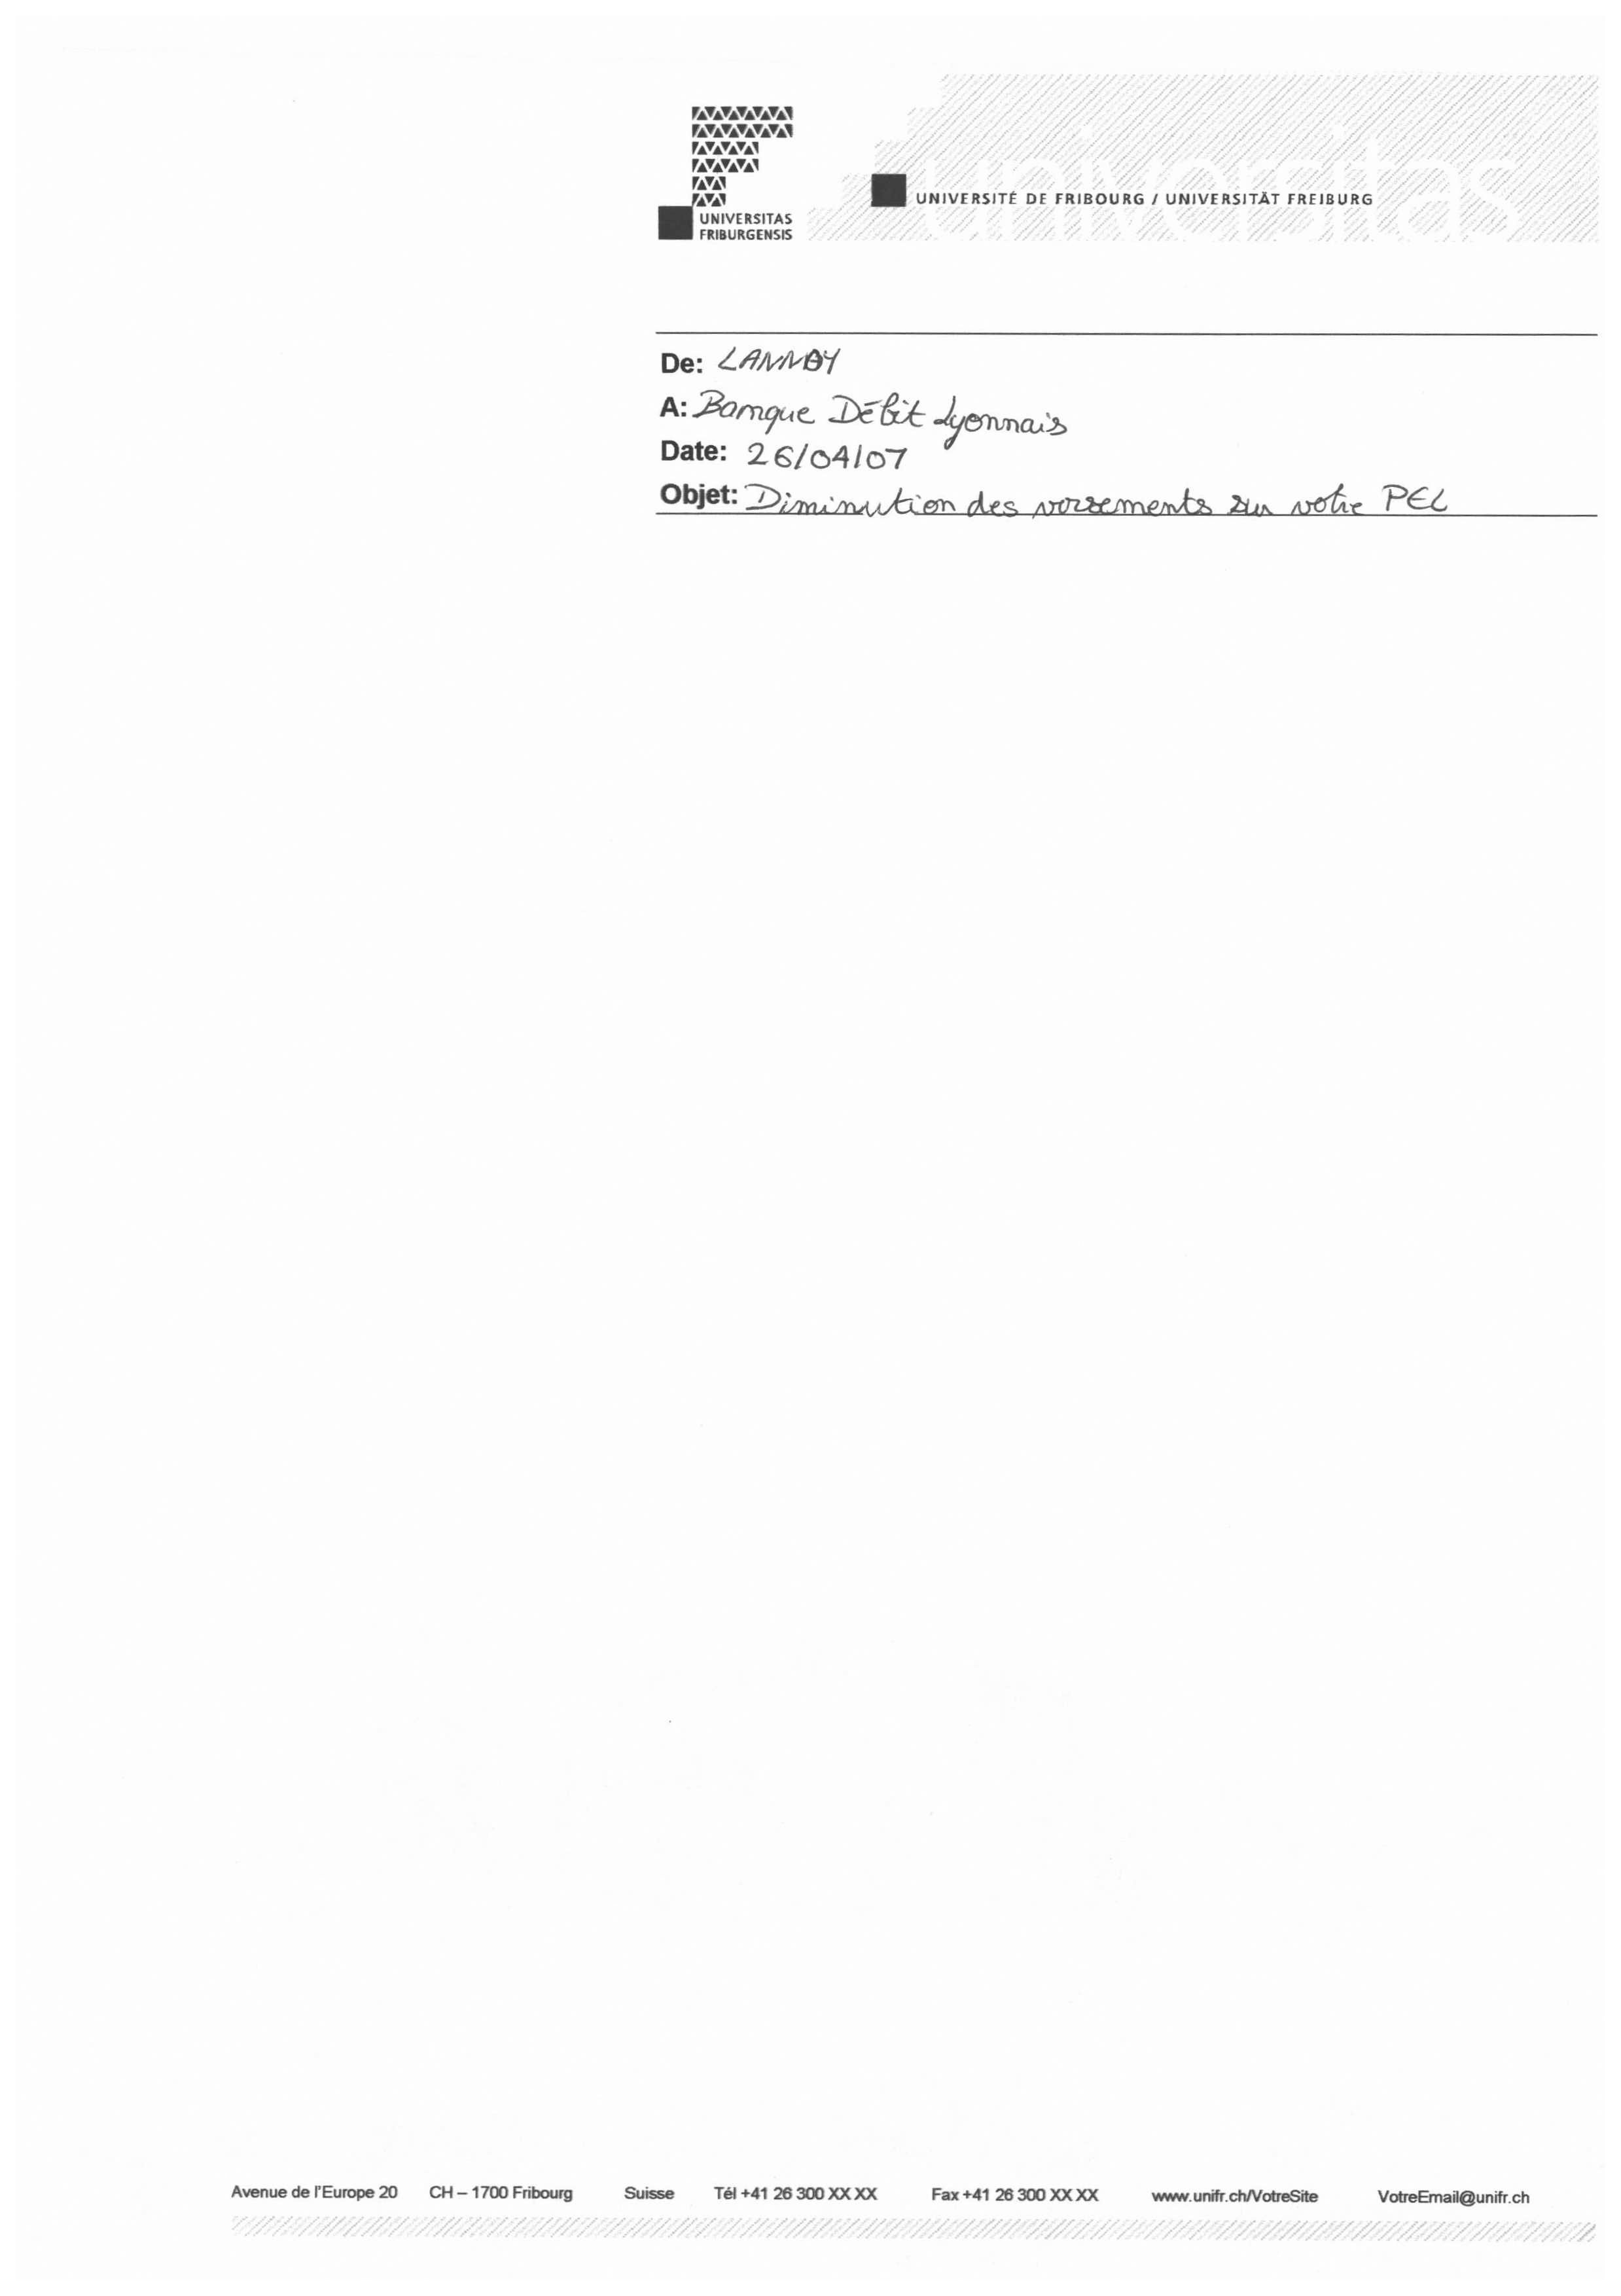 universitas
UNIVERSITAS
FRIBURGENSIS
UNIVERSITÉ DE FRIBOURG / UNIVERSITÄT FREIBURG
De: LANNOY
A: Banque Débit Lyonnais
Date: 26/04/07
Objet: Diminution des versements sur votre PEL
Avenue de l'Europe 20 CH – 1700 Fribourg Suisse Tél +41 26 300 XX XX Fax +41 26 300 XX XX www.unifr.ch/VotreSite VotreEmail@unifr.ch